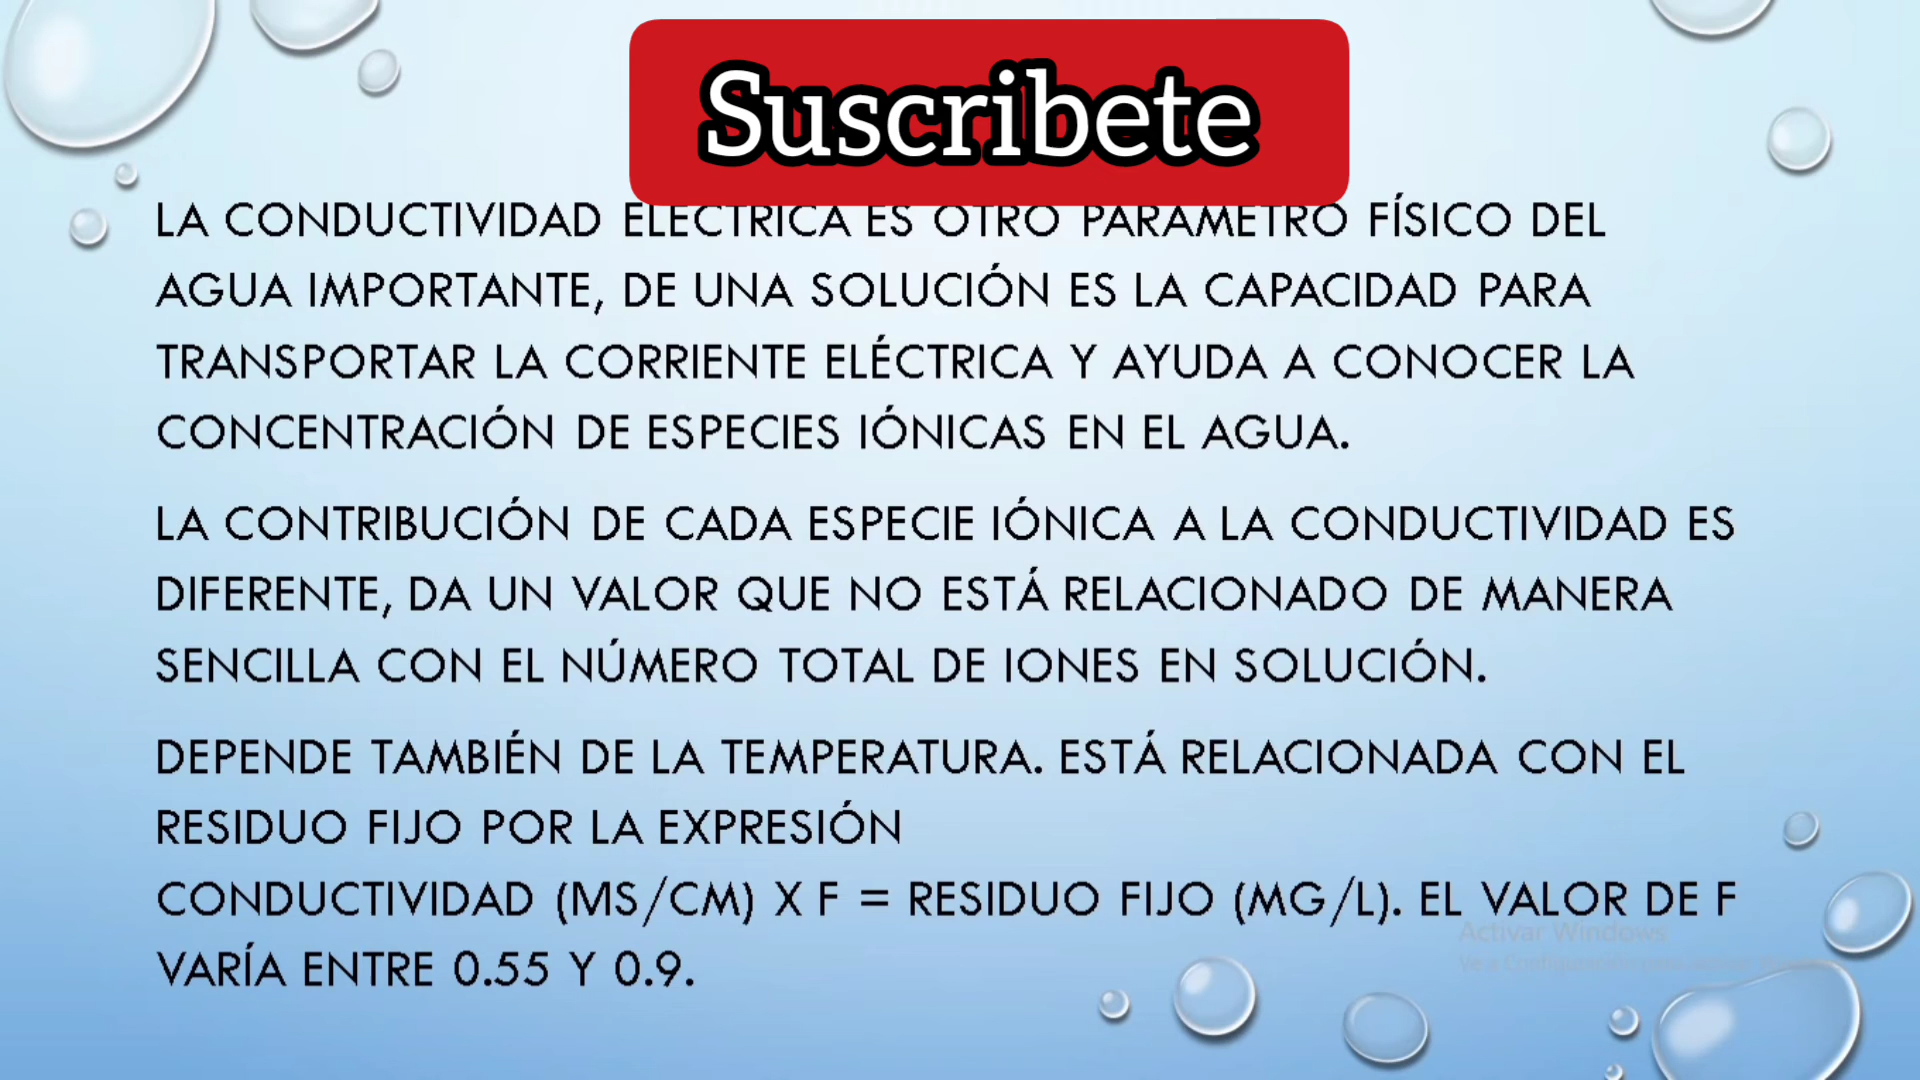 Suscribete
LA CONDUCTIVIDAD ELÉCTRICA ES OTRO PARÁMETRO FÍSICO DEL
AGUA IMPORTANTE, DE UNA SOLUCIÓN ES LA CAPACIDAD PARA
TRANSPORTAR LA CORRIENTE ELÉCTRICA Y AYUDA A CONOCER LA
CONCENTRACIÓN DE ESPECIES IÓNICAS EN EL AGUA.
LA CONTRIBUCIÓN DE CADA ESPECIE IÓNICA A LA CONDUCTIVIDAD ES
DIFERENTE, DA UN VALOR QUE NO ESTÁ RELACIONADO DE MANERA
SENCILLA CON EL NÚMERO TOTAL DE IONES EN SOLUCIÓN.
DEPENDE TAMBIÉN DE LA TEMPERATURA. ESTÁ RELACIONADA CON EL
RESIDUO FIJO POR LA EXPRESIÓN
CONDUCTIVIDAD (MS/CM) X F = RESIDUO FIJO (MG/L). EL VALOR DE F
VARÍA ENTRE 0.55 Y 0.9.
Activar Windows
Ve a Configuración para activar